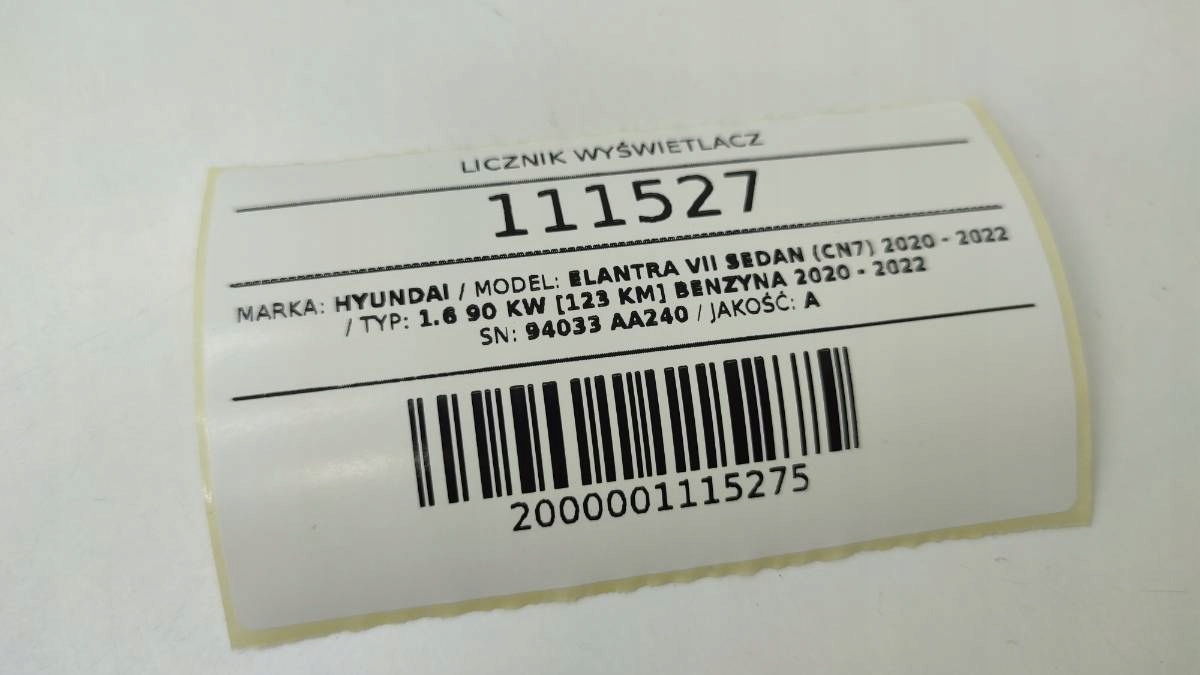 LICZNIK WYŚWIETLACZ
111527
MARKA: HYUNDAI / MODEL: ELANTRA VII SEDAN (CN7) 2020 - 2022
/ TYP: 1.6 90 KW [123 KM] BENZYNA 2020 - 2022
SN: 94033 AA240 / JAKOŚĆ: A
2000001115275